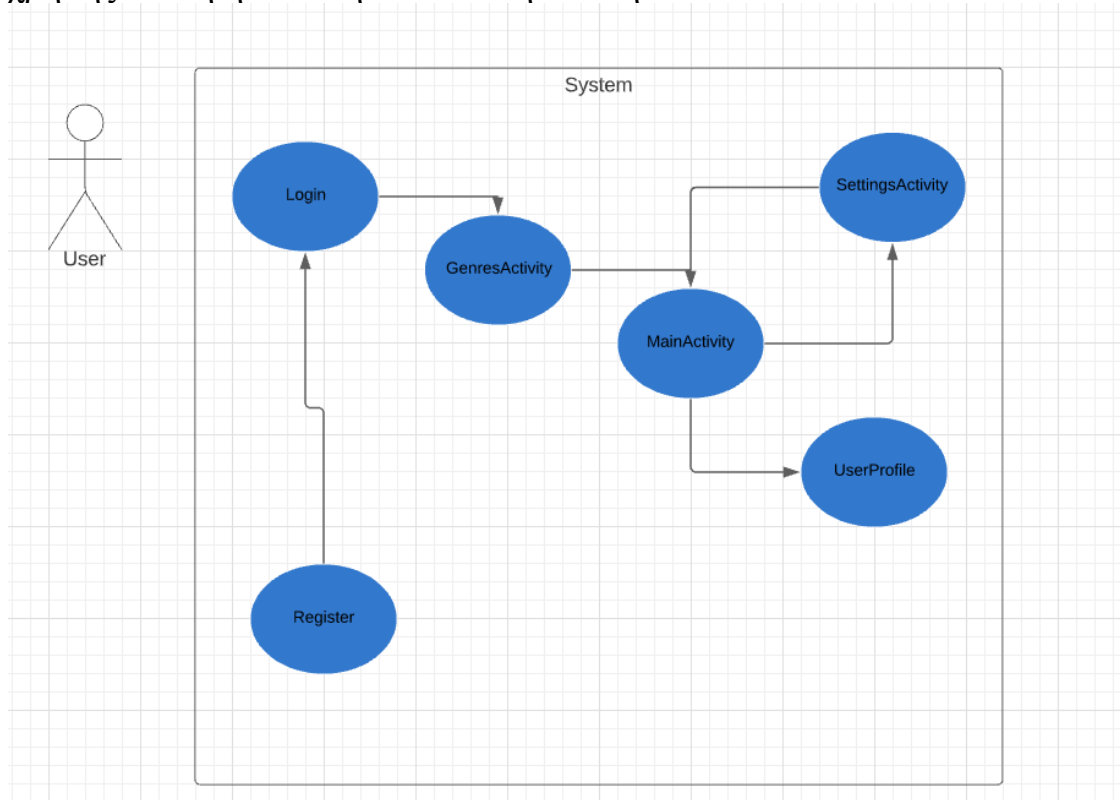 System
User
Login
GenresActivity
SettingsActivity
MainActivity
UserProfile
Register